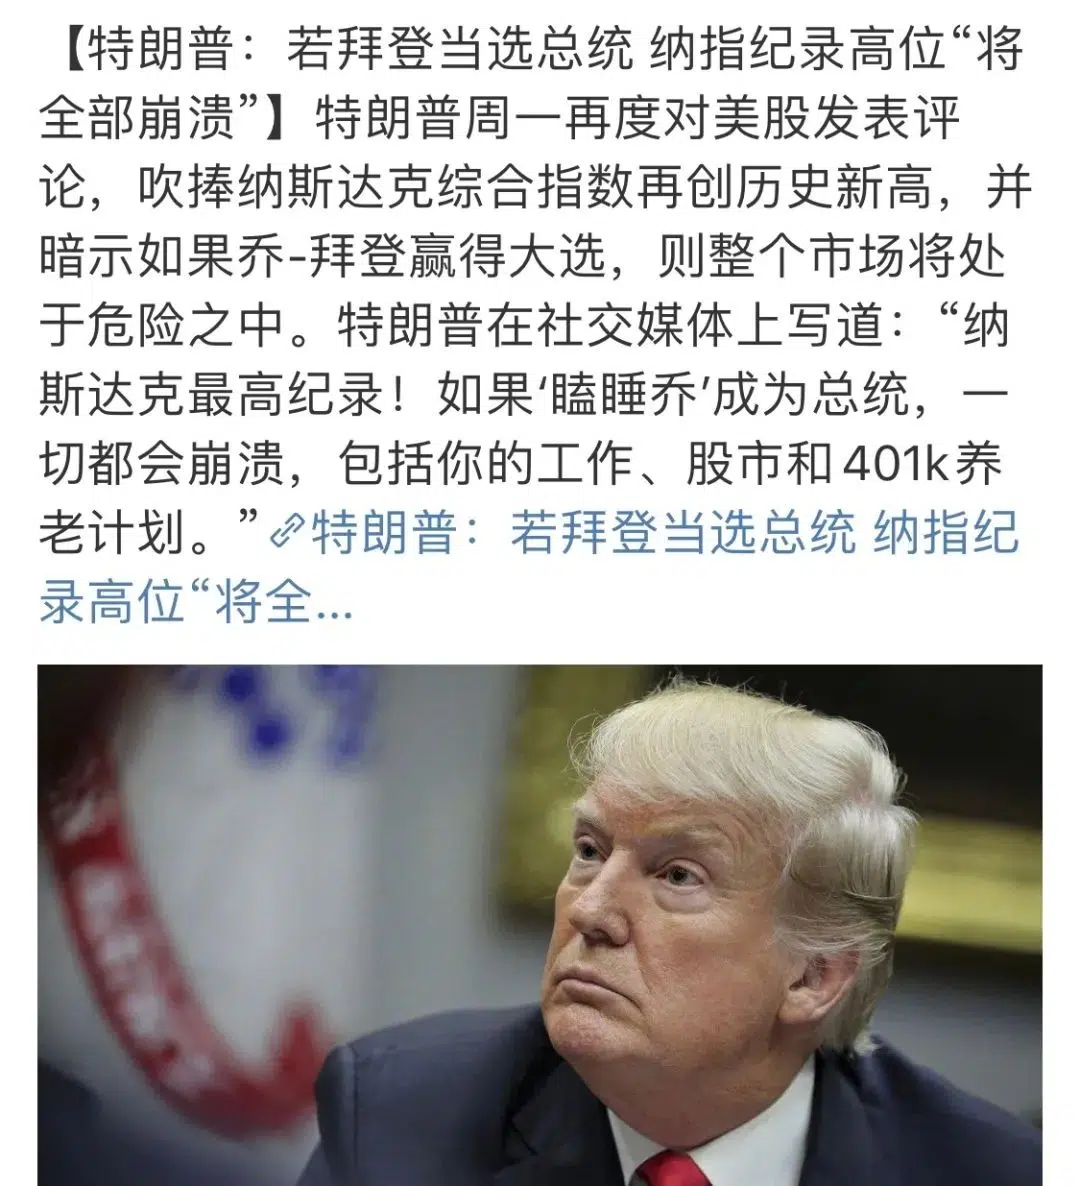 【特朗普：若拜登当选总统 纳指纪录高位“将
全部崩溃”】特朗普周一再度对美股发表评
论，吹捧纳斯达克综合指数再创历史新高，并
暗示如果乔-拜登赢得大选，则整个市场将处
于危险之中。特朗普在社交媒体上写道：“纳
斯达克最高纪录！如果‘瞌睡乔’成为总统，一
切都会崩溃，包括你的工作、股市和401k养
老计划。”特朗普：若拜登当选总统 纳指纪
录高位“将全...